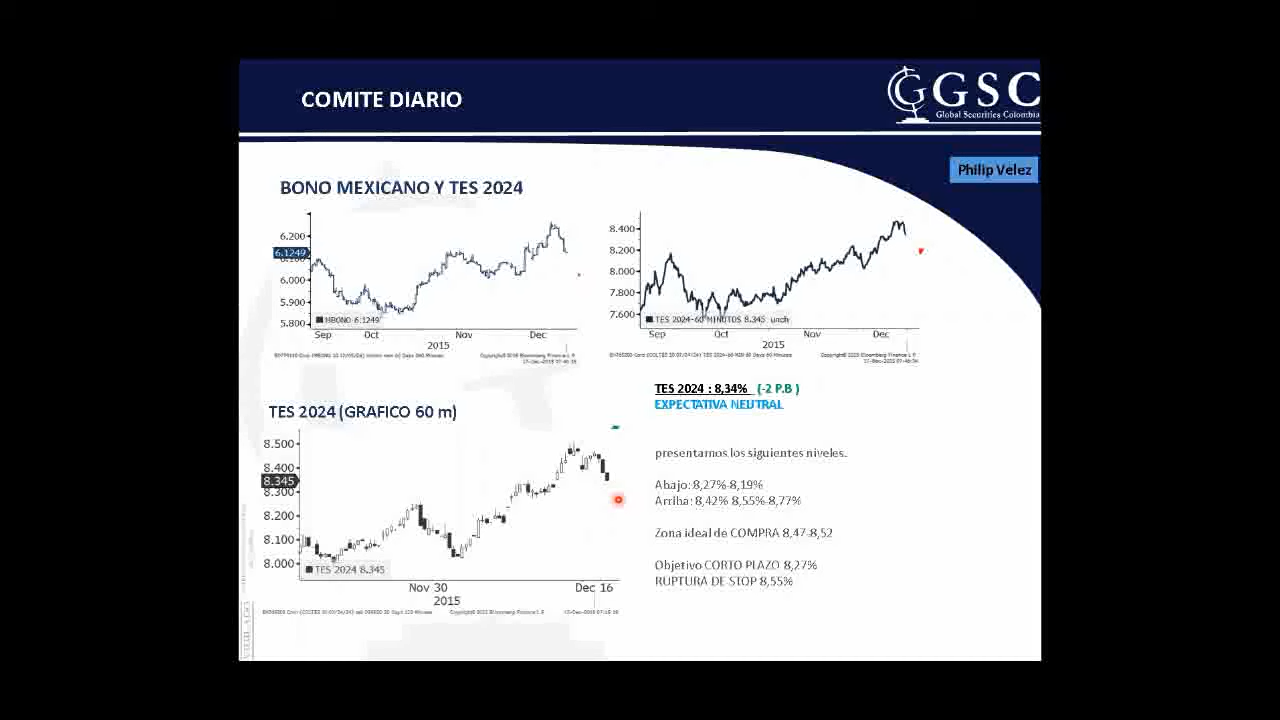 COMITE DIARIO
GSC
Global Securities Colombia
Philip Velez
BONO MEXICANO Y TES 2024
6.200
6.1249
6.100
6.000
5.900
5.800
MBONO 6.1249
Sep Oct Nov Dec
2015
8.400
8.200
8.000
7.800
7.600
TES 2024-60 MINUTOS 8.345 unch
Sep Oct Nov Dec
2015
TES 2024 (GRAFICO 60 m)
8.500
8.400
8.345
8.300
8.200
8.100
8.000
TES 2024 8.345
Nov 30 Dec 16
2015
TES 2024 : 8,34% (-2 P.B )
EXPECTATIVA NEUTRAL
presentamos los siguientes niveles.
Abajo: 8,27%-8,19%
Arriba: 8,42% 8,55%-8,77%
Zona ideal de COMPRA 8,47-8,52
Objetivo CORTO PLAZO 8,27%
RUPTURA DE STOP 8,55%